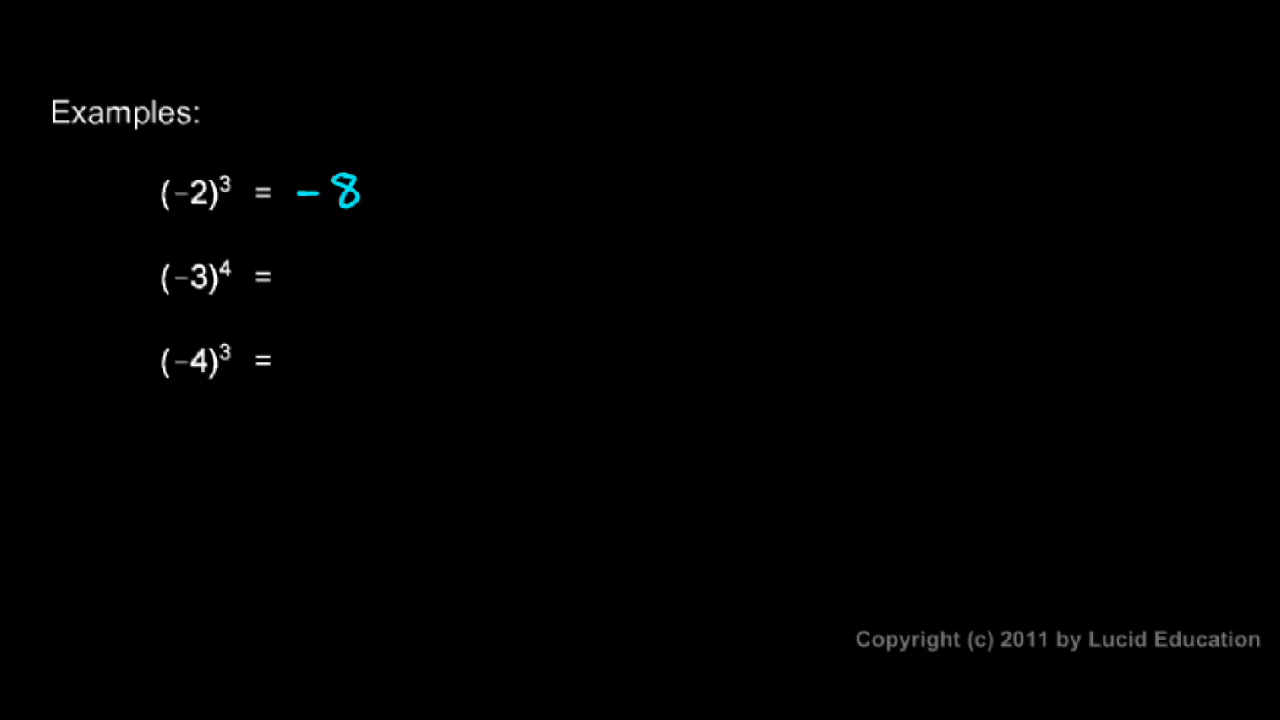 Examples:
(−2)³ = − 8
(−3)⁴ =
(−4)³ =
Copyright (c) 2011 by Lucid Education